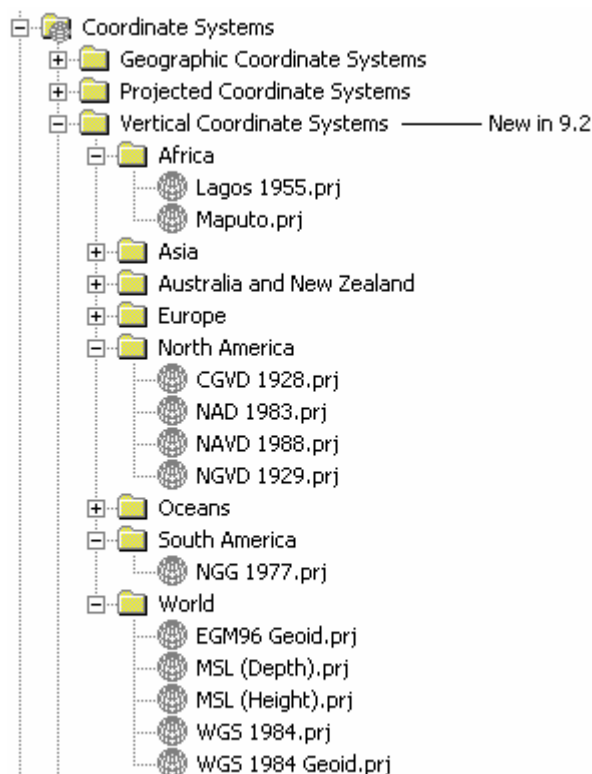 Coordinate Systems
Geographic Coordinate Systems
Projected Coordinate Systems
Vertical Coordinate Systems New in 9.2
Africa
Lagos 1955.prj
Maputo.prj
Asia
Australia and New Zealand
Europe
North America
CGVD 1928.prj
NAD 1983.prj
NAVD 1988.prj
NGVD 1929.prj
Oceans
South America
NGG 1977.prj
World
EGM96 Geoid.prj
MSL (Depth).prj
MSL (Height).prj
WGS 1984.prj
WGS 1984 Geoid.prj